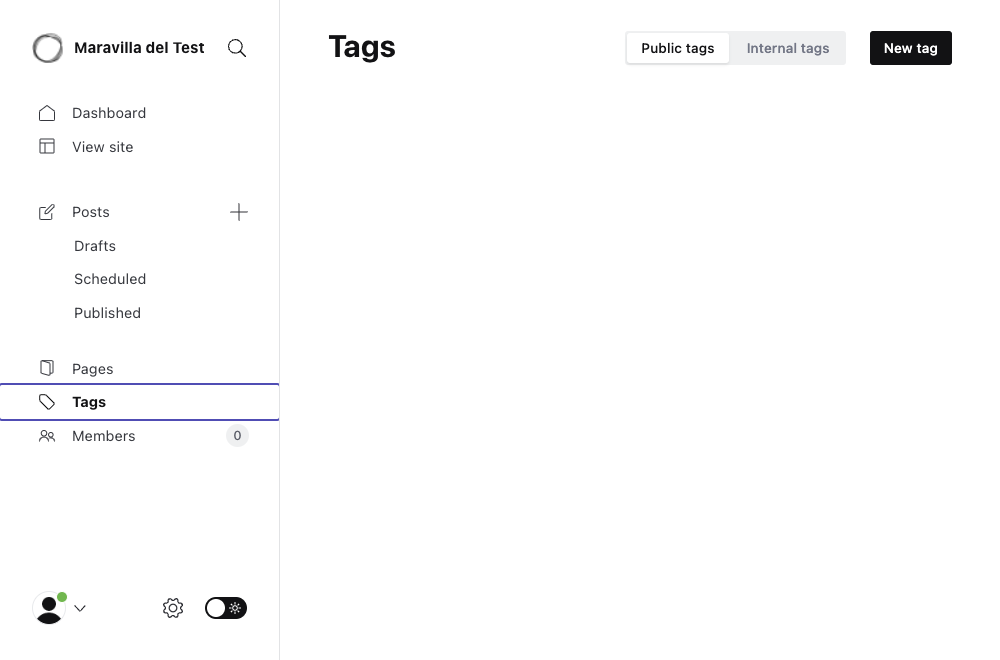 Maravilla del Test
Dashboard
View site
Posts
Drafts
Scheduled
Published
Pages
Tags
Members
0
Tags
Public tags
Internal tags
New tag